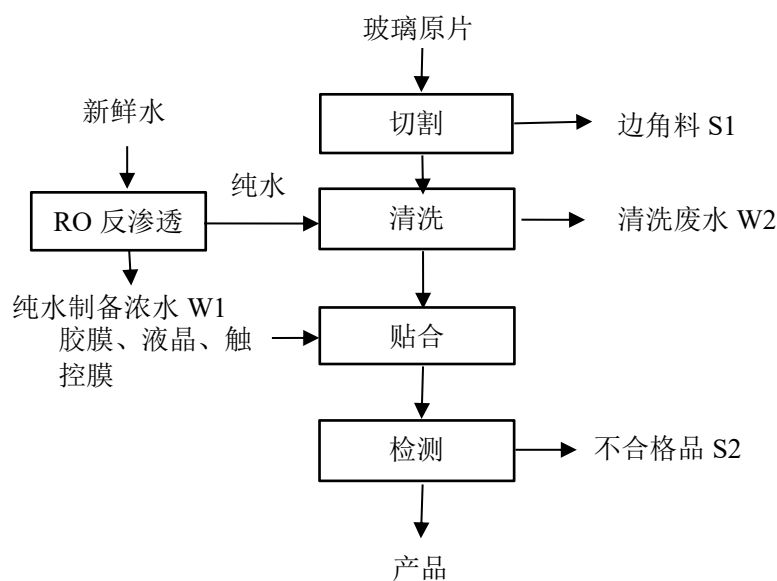 玻璃原片
新鲜水
切割
边角料 S1
纯水
RO 反渗透
清洗
清洗废水 W2
纯水制备浓水 W1
胶膜、液晶、触
控膜
贴合
检测
不合格品 S2
产品